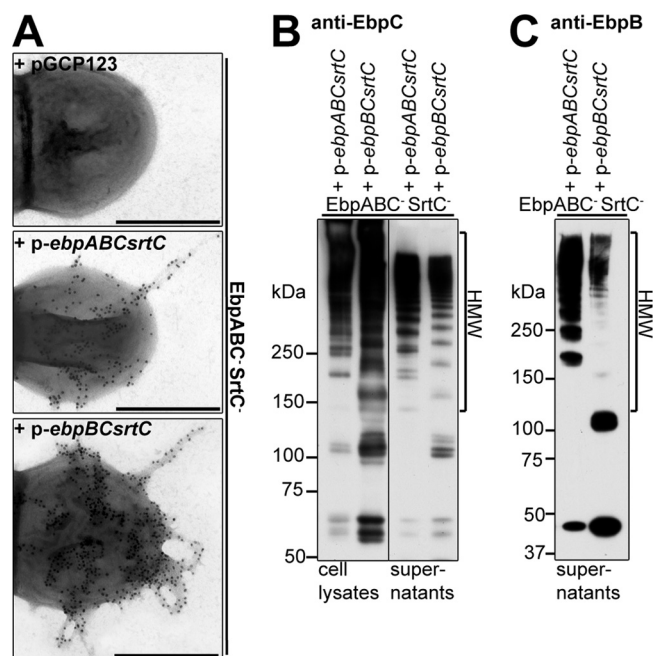 A
+ pGCP123
+ p-ebpABCsrtC
+ p-ebpBCsrtC
EbpABC⁻SrtC⁻
B anti-EbpC
+ p-ebpABCsrtC
+ p-ebpBCsrtC
+ p-ebpABCsrtC
+ p-ebpBCsrtC
EbpABC⁻SrtC⁻
kDa
250
150
100
75
50
HMW
cell
lysates
super-
natants
C anti-EbpB
+ p-ebpABCsrtC
+ p-ebpBCsrtC
EbpABC⁻SrtC⁻
kDa
250
150
100
75
50
37
HMW
super-
natants